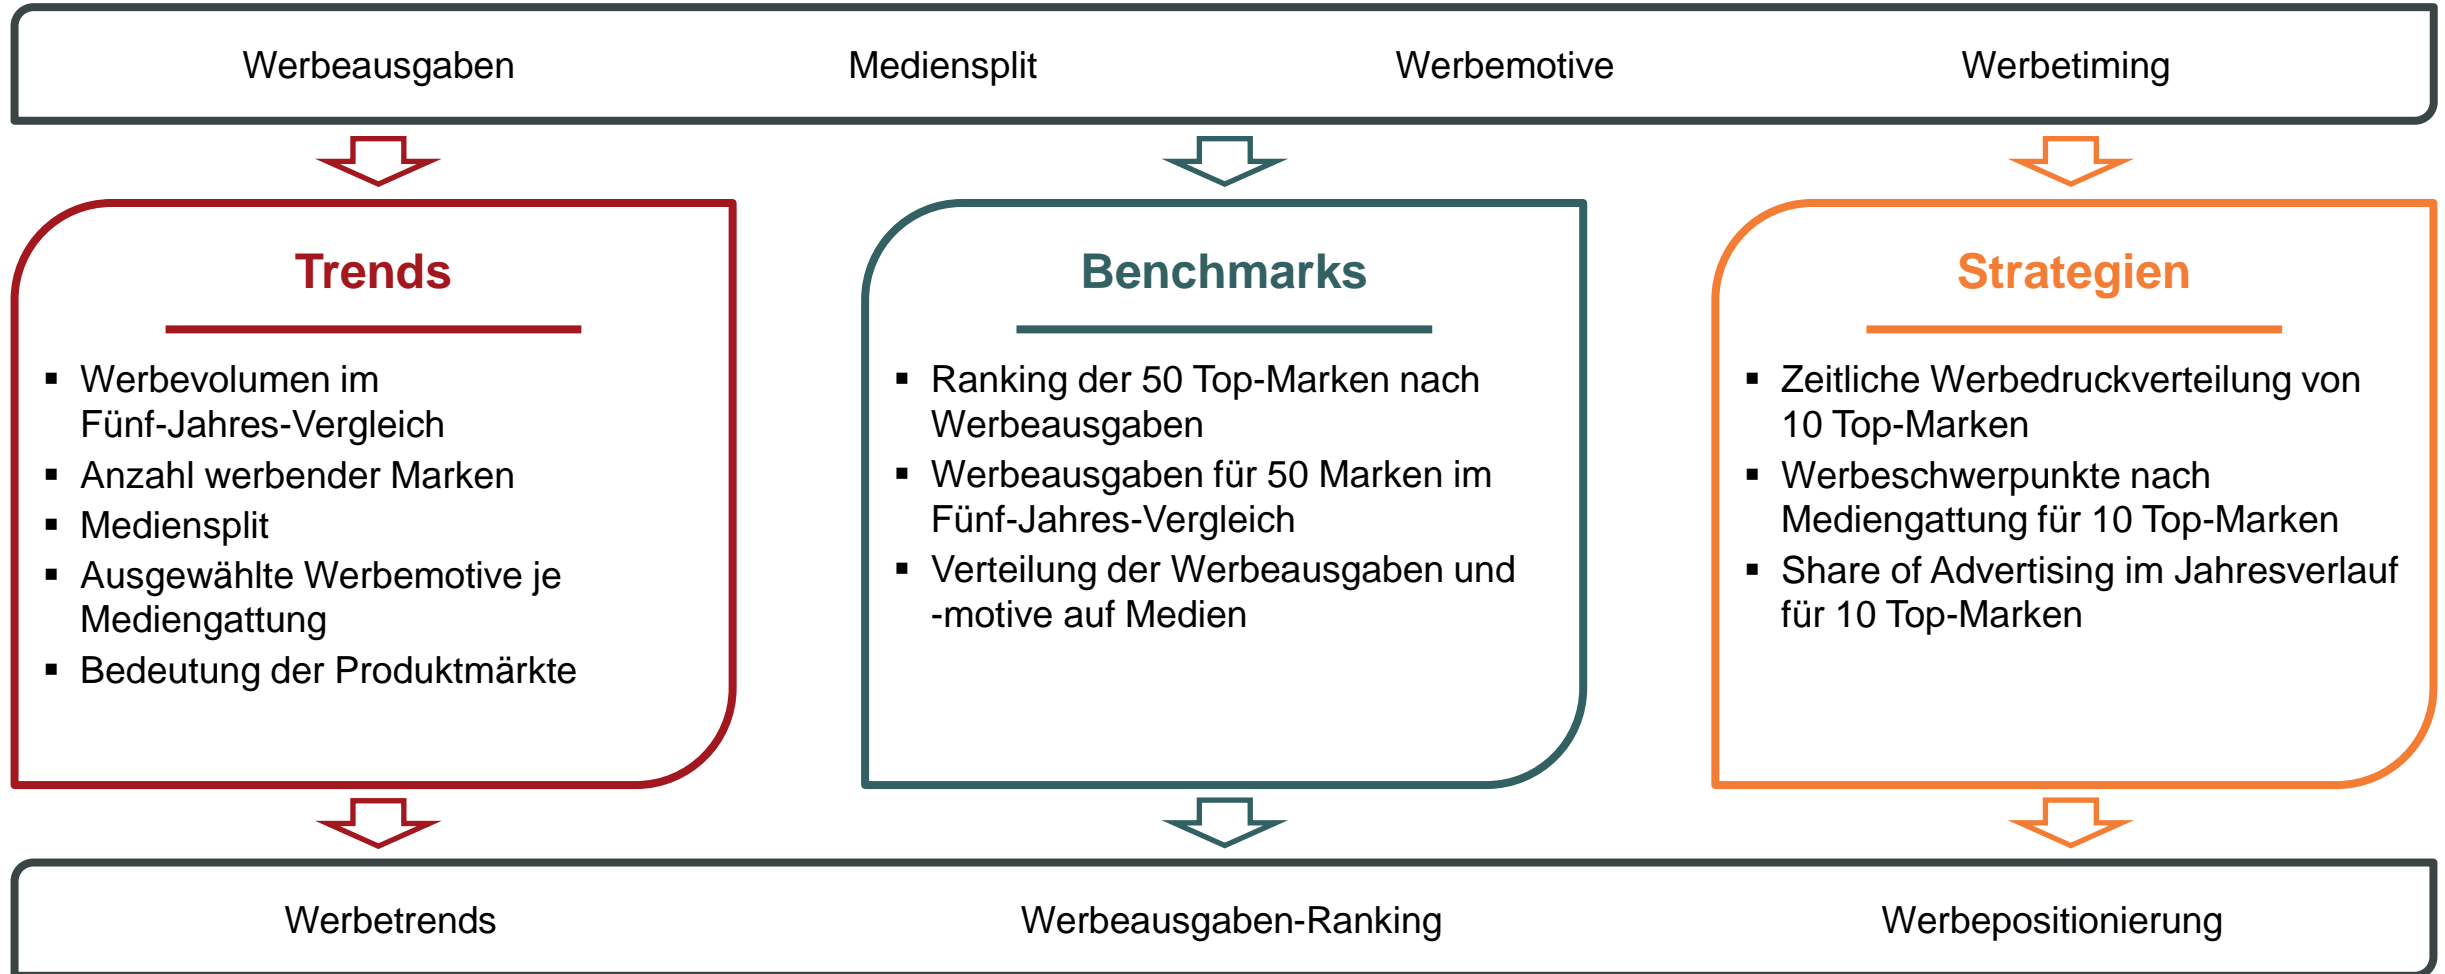 Werbeausgaben Mediensplit Werbemotive Werbetiming
Trends
▪ Werbevolumen im
Fünf-Jahres-Vergleich
▪ Anzahl werbender Marken
▪ Mediensplit
▪ Ausgewählte Werbemotive je
Mediengattung
▪ Bedeutung der Produktmärkte
Benchmarks
▪ Ranking der 50 Top-Marken nach
Werbeausgaben
▪ Werbeausgaben für 50 Marken im
Fünf-Jahres-Vergleich
▪ Verteilung der Werbeausgaben und
-motive auf Medien
Strategien
▪ Zeitliche Werbedruckverteilung von
10 Top-Marken
▪ Werbeschwerpunkte nach
Mediengattung für 10 Top-Marken
▪ Share of Advertising im Jahresverlauf
für 10 Top-Marken
Werbetrends Werbeausgaben-Ranking Werbepositionierung